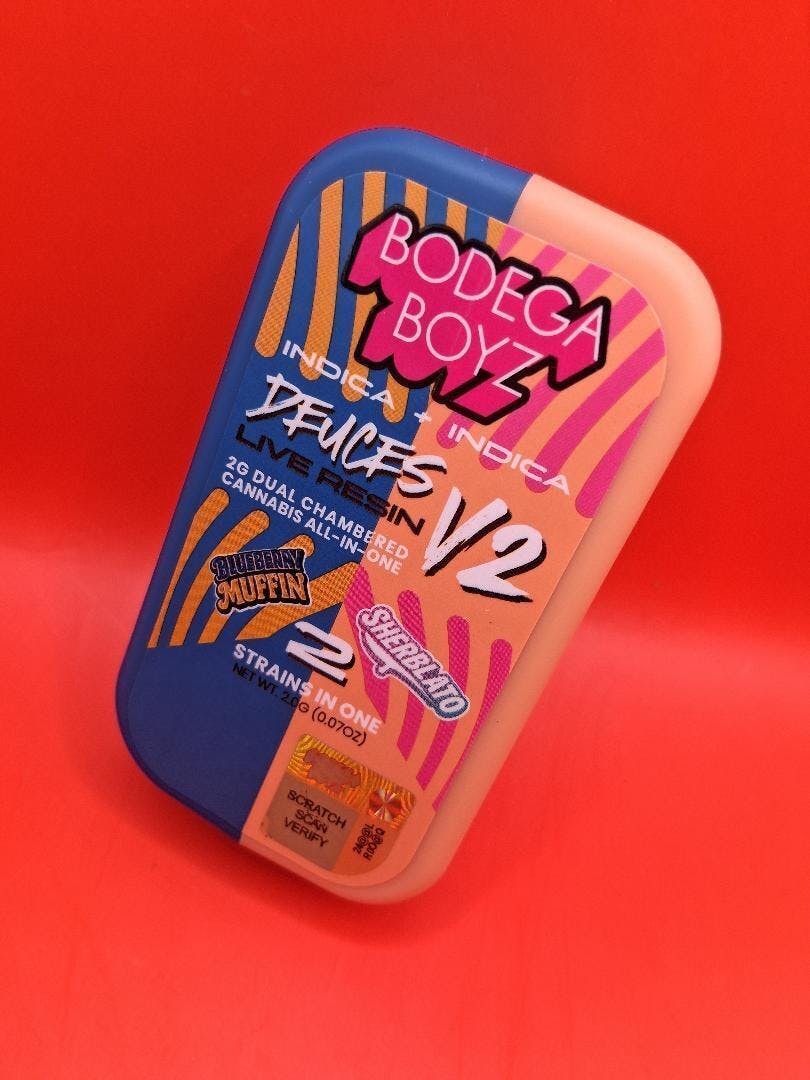 BODEGA
BOYZ
INDICA + INDICA
DEUCES
LIVE RESIN
V2
2G DUAL CHAMBERED
CANNABIS ALL-IN-ONE
BLUEBERRY
MUFFIN
SHERBLATO
2
STRAINS IN ONE
NET WT. 2.0G (0.07OZ)
SCRATCH
SCAN
VERIFY